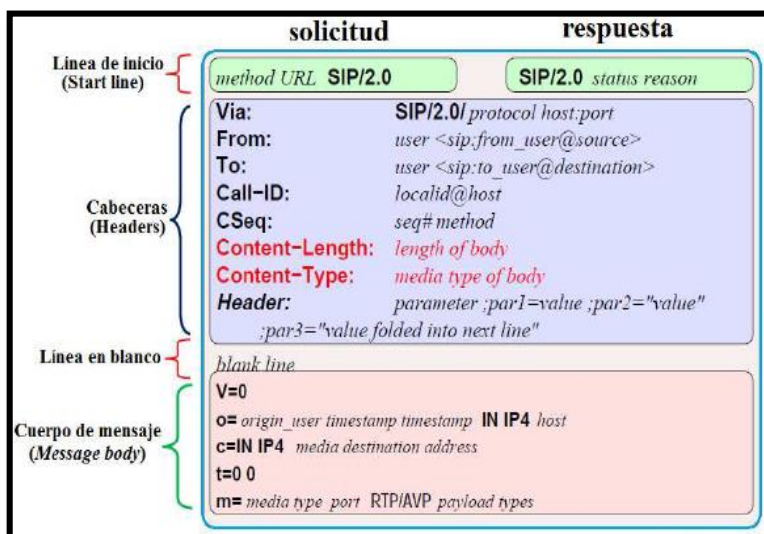 solicitud respuesta
Línea de inicio
(Start line)
method URL SIP/2.0 SIP/2.0 status reason
Via: SIP/2.0/ protocol host:port
From: user <sip:from_user@source>
To: user <sip:to_user@destination>
Call-ID: localid@host
Cabeceras
(Headers)
CSeq: seq# method
Content-Length: length of body
Content-Type: media type of body
Header: parameter ;par1=value ;par2="value"
;par3="value folded into next line"
Línea en blanco
blank line
V=0
o= origin_user timestamp timestamp IN IP4 host
Cuerpo de mensaje
(Message body)
c=IN IP4 media destination address
t=0 0
m= media type port RTP/AVP payload types